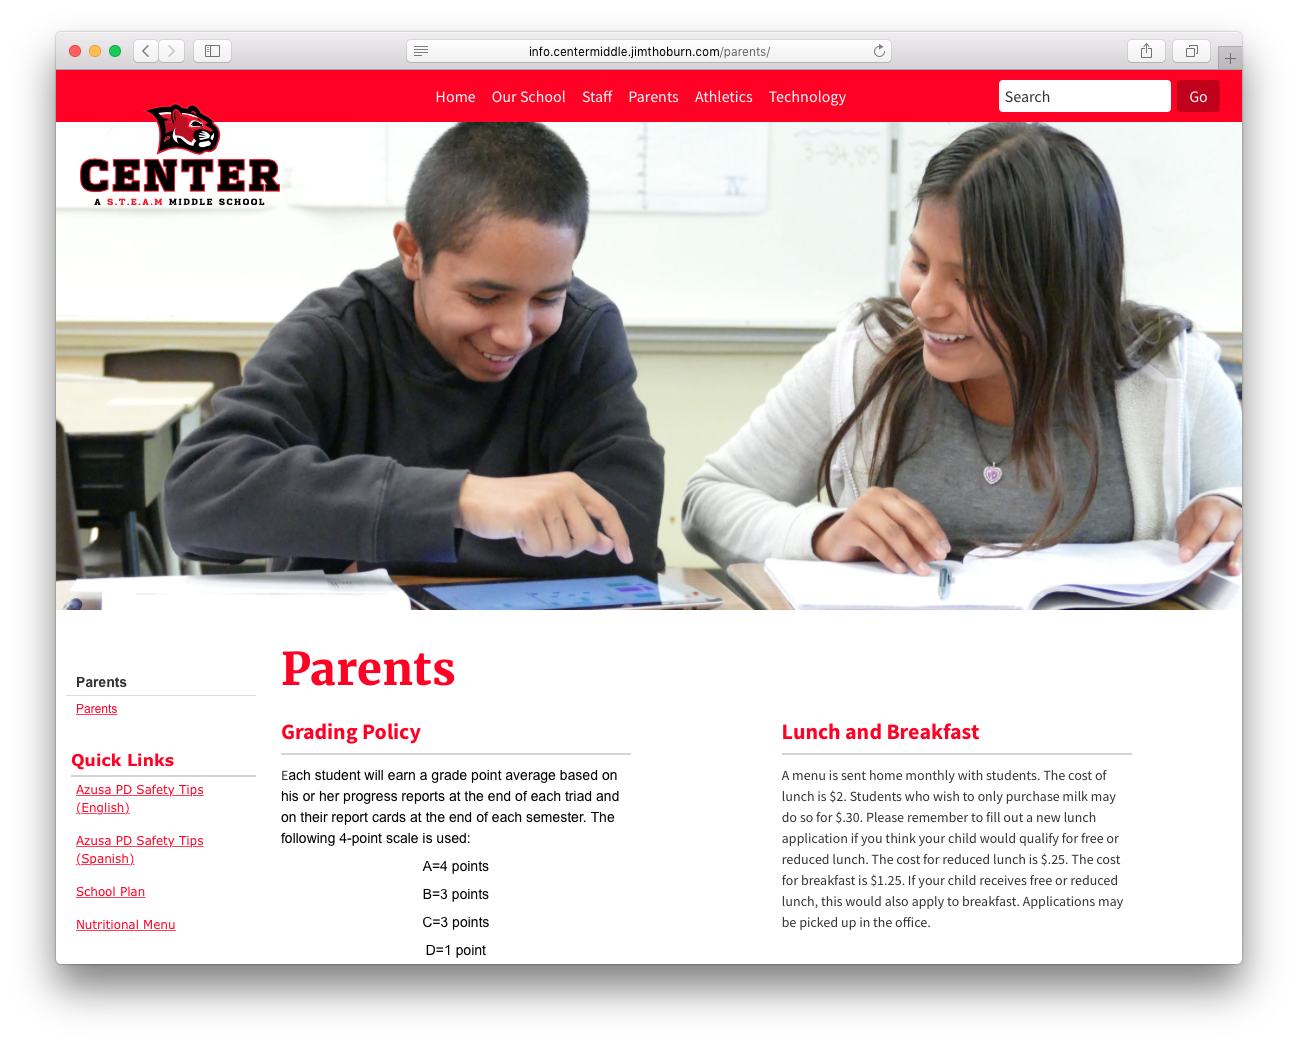 info.centermiddle.jimthoburn.com/parents/
Home Our School Staff Parents Athletics Technology
Search Go
CENTER
A S.T.E.A.M MIDDLE SCHOOL
3-84,85
Parents
Parents
Parents
Quick Links
Azusa PD Safety Tips
(English)
Azusa PD Safety Tips
(Spanish)
School Plan
Nutritional Menu
Grading Policy
Each student will earn a grade point average based on
his or her progress reports at the end of each triad and
on their report cards at the end of each semester. The
following 4-point scale is used:
A=4 points
B=3 points
C=3 points
D=1 point
Lunch and Breakfast
A menu is sent home monthly with students. The cost of
lunch is $2. Students who wish to only purchase milk may
do so for $.30. Please remember to fill out a new lunch
application if you think your child would qualify for free or
reduced lunch. The cost for reduced lunch is $.25. The cost
for breakfast is $1.25. If your child receives free or reduced
lunch, this would also apply to breakfast. Applications may
be picked up in the office.